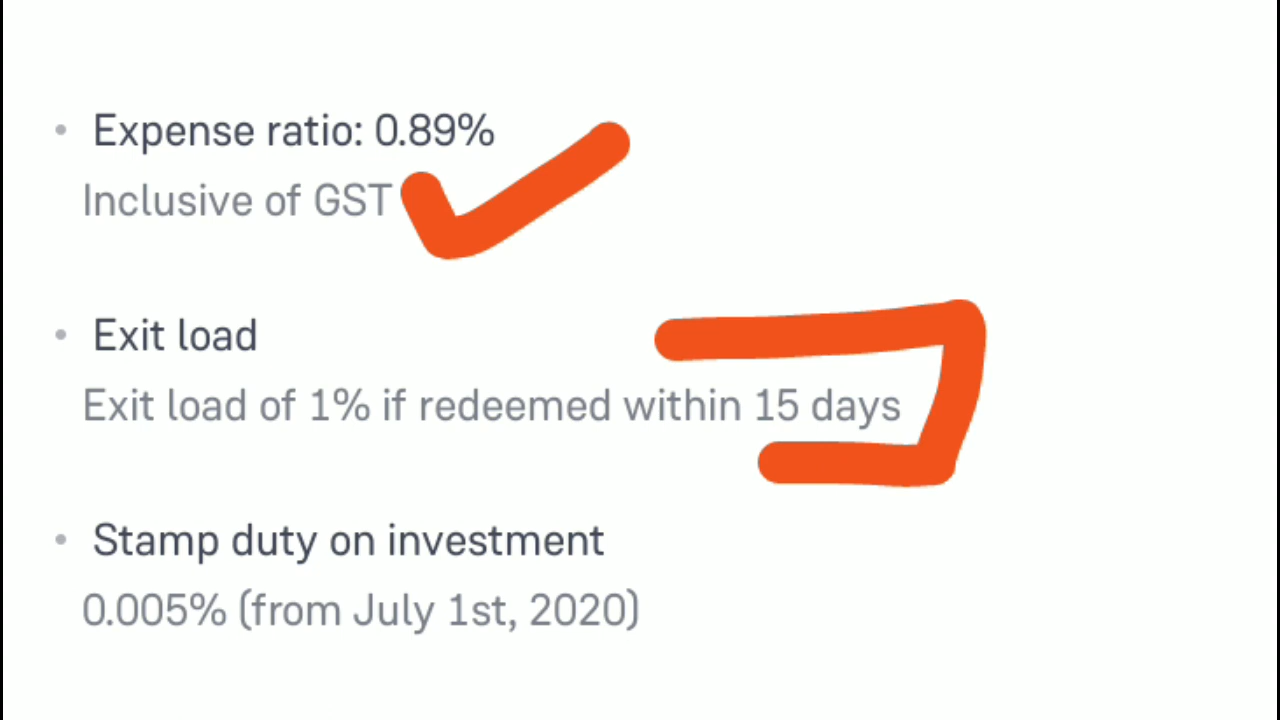 • Expense ratio: 0.89%
Inclusive of GST
• Exit load
Exit load of 1% if redeemed within 15 days
• Stamp duty on investment
0.005% (from July 1st, 2020)